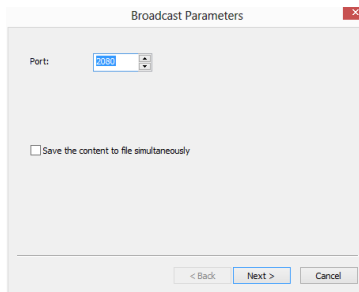 Broadcast Parameters
Port: 2080
Save the content to file simultaneously
< Back Next > Cancel